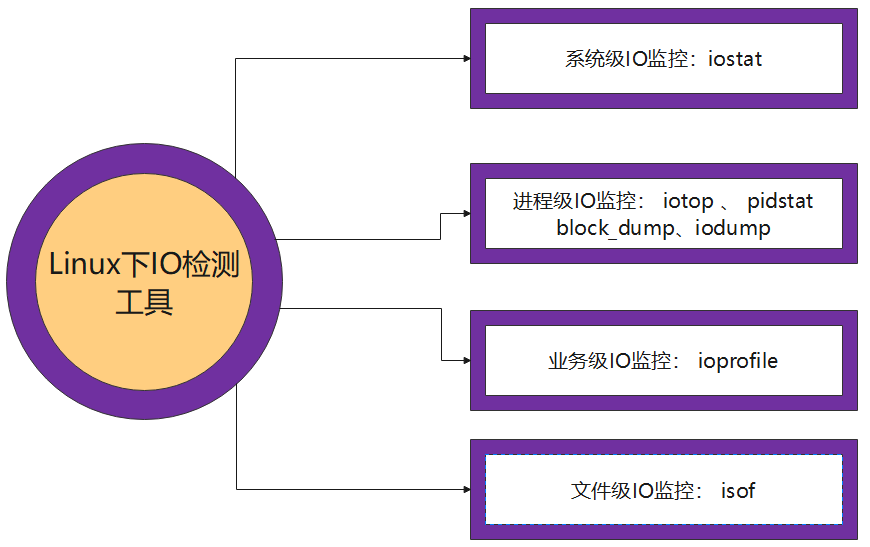 系统级IO监控：iostat
进程级IO监控： iotop 、 pidstat
block_dump、iodump
Linux下IO检测
工具
业务级IO监控： ioprofile
文件级IO监控： isof